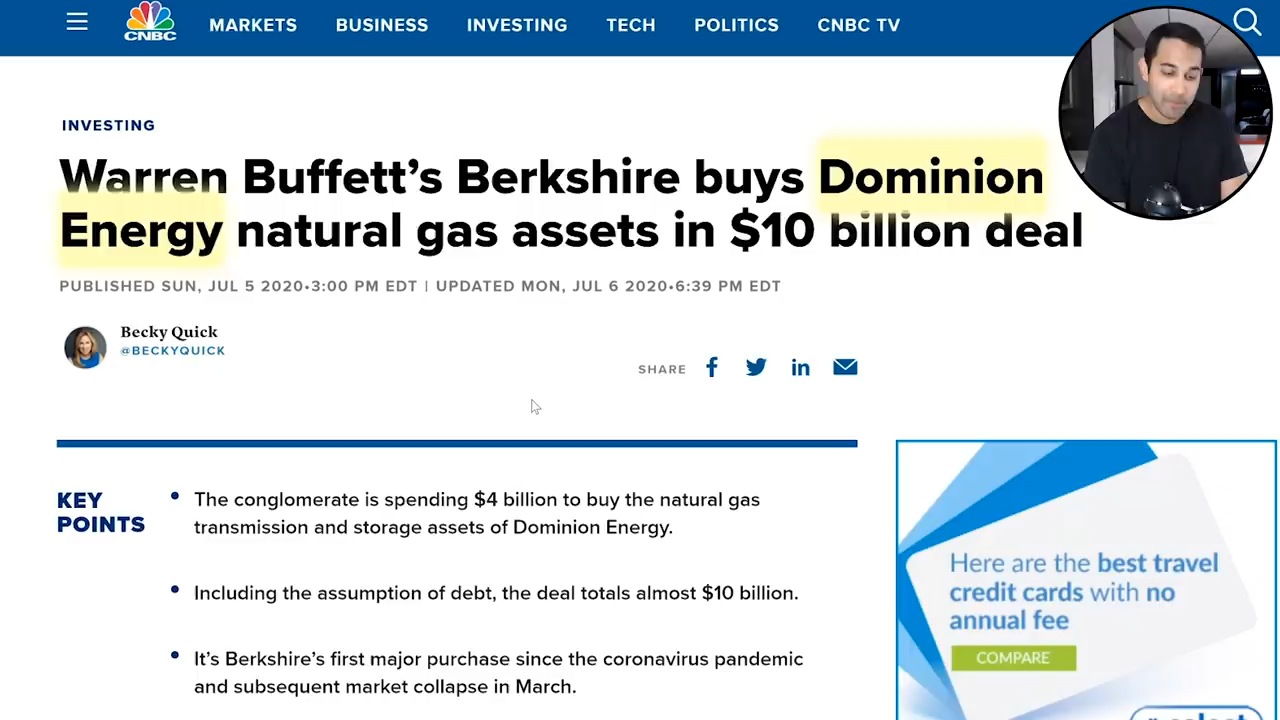 CNBC
MARKETS
BUSINESS
INVESTING
TECH
POLITICS
CNBC TV
INVESTING
Warren Buffett's Berkshire buys Dominion
Energy natural gas assets in $10 billion deal
PUBLISHED SUN, JUL 5 2020•3:00 PM EDT | UPDATED MON, JUL 6 2020•6:39 PM EDT
Becky Quick
@BECKYQUICK
SHARE
KEY
POINTS
• The conglomerate is spending $4 billion to buy the natural gas
transmission and storage assets of Dominion Energy.
• Including the assumption of debt, the deal totals almost $10 billion.
• It's Berkshire's first major purchase since the coronavirus pandemic
and subsequent market collapse in March.
Here are the best travel
credit cards with no
annual fee
COMPARE